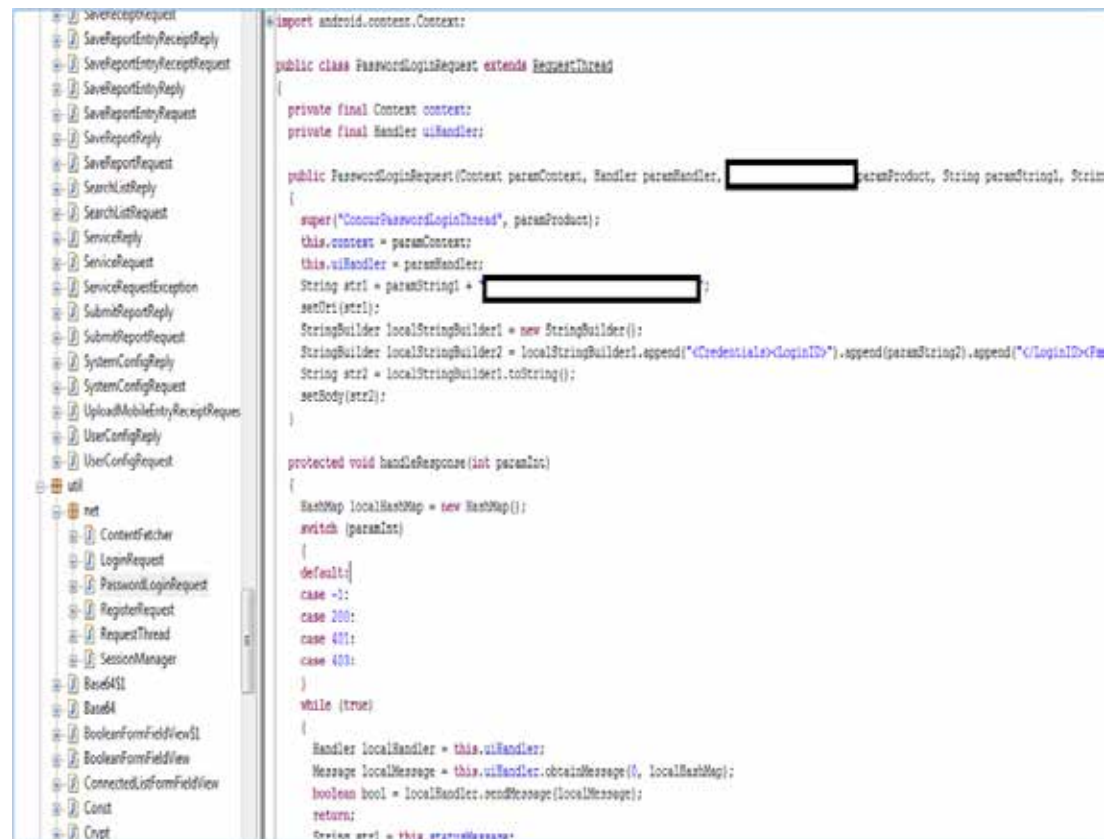 SaveReceiptRequest
SaveReportEntryReceiptReply
SaveReportEntryReceiptRequest
SaveReportEntryReply
SaveReportEntryRequest
SaveReportReply
SaveReportRequest
SearchListReply
SearchListRequest
ServiceReply
ServiceRequest
ServiceRequestException
SubmitReportReply
SubmitReportRequest
SystemConfigReply
SystemConfigRequest
UploadMobileEntryReceiptReques
UserConfigReply
UserConfigRequest
util
net
ContentFetcher
LoginRequest
PasswordLoginRequest
RegisterRequest
RequestThread
SessionManager
Base64$1
Base64
BooleanFormFieldView$1
BooleanFormFieldView
ConnectedListFormFieldView
Const
Crypt
import android.content.Context;
public class PasswordLoginRequest extends RequestThread
{
private final Context context;
private final Handler uiHandler;
public PasswordLoginRequest(Context paramContext, Handler paramHandler, paramProduct, String paramString1, Strin
{
super("ConcurPasswordLoginThread", paramProduct);
this.context = paramContext;
this.uiHandler = paramHandler;
String str1 = paramString1 + " ";
setUri(str1);
StringBuilder localStringBuilder1 = new StringBuilder();
StringBuilder localStringBuilder2 = localStringBuilder1.append("<Credentials><LoginID>").append(paramString2).append("</LoginID><Pas
String str2 = localStringBuilder1.toString();
setBody(str2);
}
protected void handleResponse(int paramInt)
{
HashMap localHashMap = new HashMap();
switch (paramInt)
{
default:
case -1:
case 200:
case 401:
case 403:
}
while (true)
{
Handler localHandler = this.uiHandler;
Message localMessage = this.uiHandler.obtainMessage(0, localHashMap);
boolean bool = localHandler.sendMessage(localMessage);
return;
String str1 = this.statusMessage;